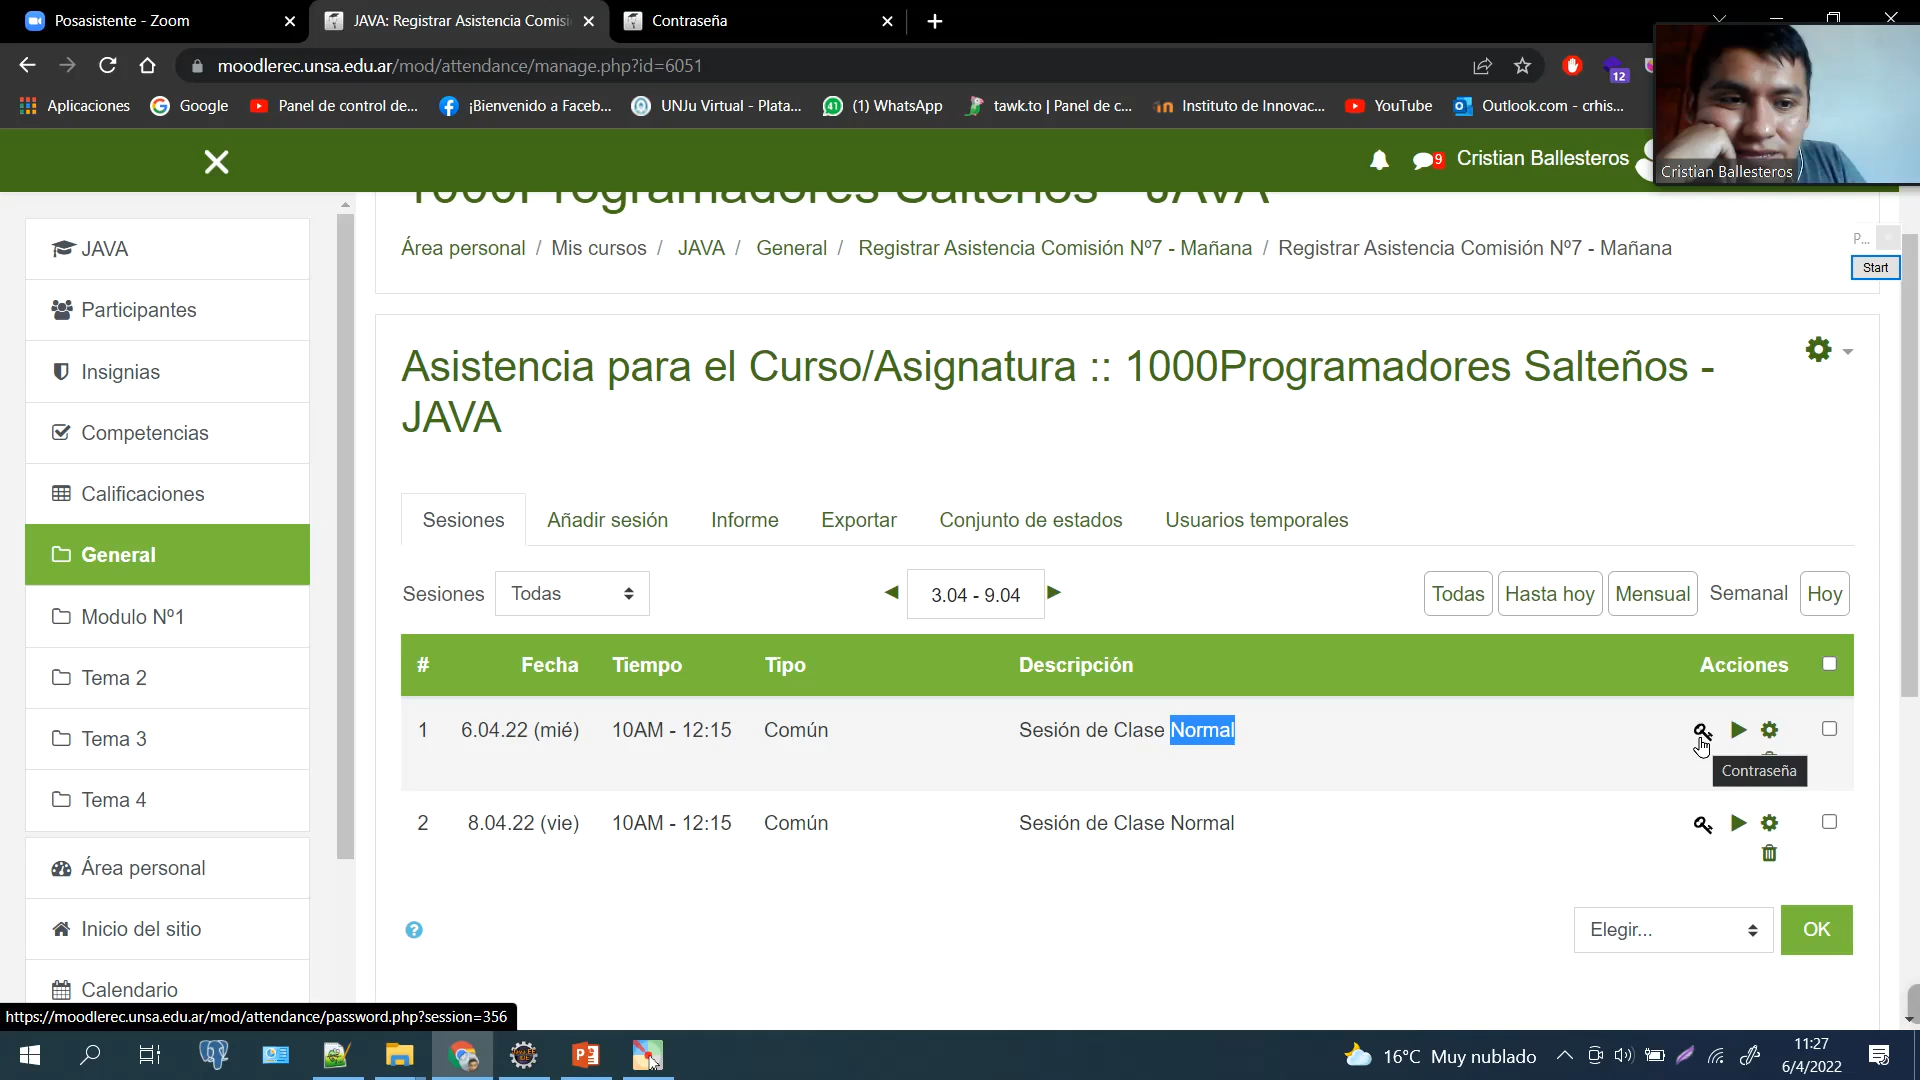 Posasistente - Zoom
JAVA: Registrar Asistencia Comisi
Contraseña
moodlerec.unsa.edu.ar/mod/attendance/manage.php?id=6051
12
Aplicaciones
Google
Panel de control de...
¡Bienvenido a Faceb...
UNJu Virtual - Plata...
(1) WhatsApp
tawk.to | Panel de c...
Instituto de Innovac...
YouTube
Outlook.com - crhis...
9
Cristian Ballesteros
Cristian Ballesteros
1000Programadores Salteños - JAVA
Área personal / Mis cursos / JAVA / General / Registrar Asistencia Comisión Nº7 - Mañana / Registrar Asistencia Comisión Nº7 - Mañana
P...
Start
JAVA
Participantes
Insignias
Competencias
Calificaciones
General
Modulo Nº1
Tema 2
Tema 3
Tema 4
Área personal
Inicio del sitio
Calendario
Asistencia para el Curso/Asignatura :: 1000Programadores Salteños -
JAVA
Sesiones Añadir sesión Informe Exportar Conjunto de estados Usuarios temporales
Sesiones Todas 3.04 - 9.04 Todas Hasta hoy Mensual Semanal Hoy
# Fecha Tiempo Tipo Descripción Acciones
1 6.04.22 (mié) 10AM - 12:15 Común Sesión de Clase Normal
Contraseña
2 8.04.22 (vie) 10AM - 12:15 Común Sesión de Clase Normal
?
Elegir... OK
https://moodlerec.unsa.edu.ar/mod/attendance/password.php?session=356
16°C Muy nublado
11:27
6/4/2022